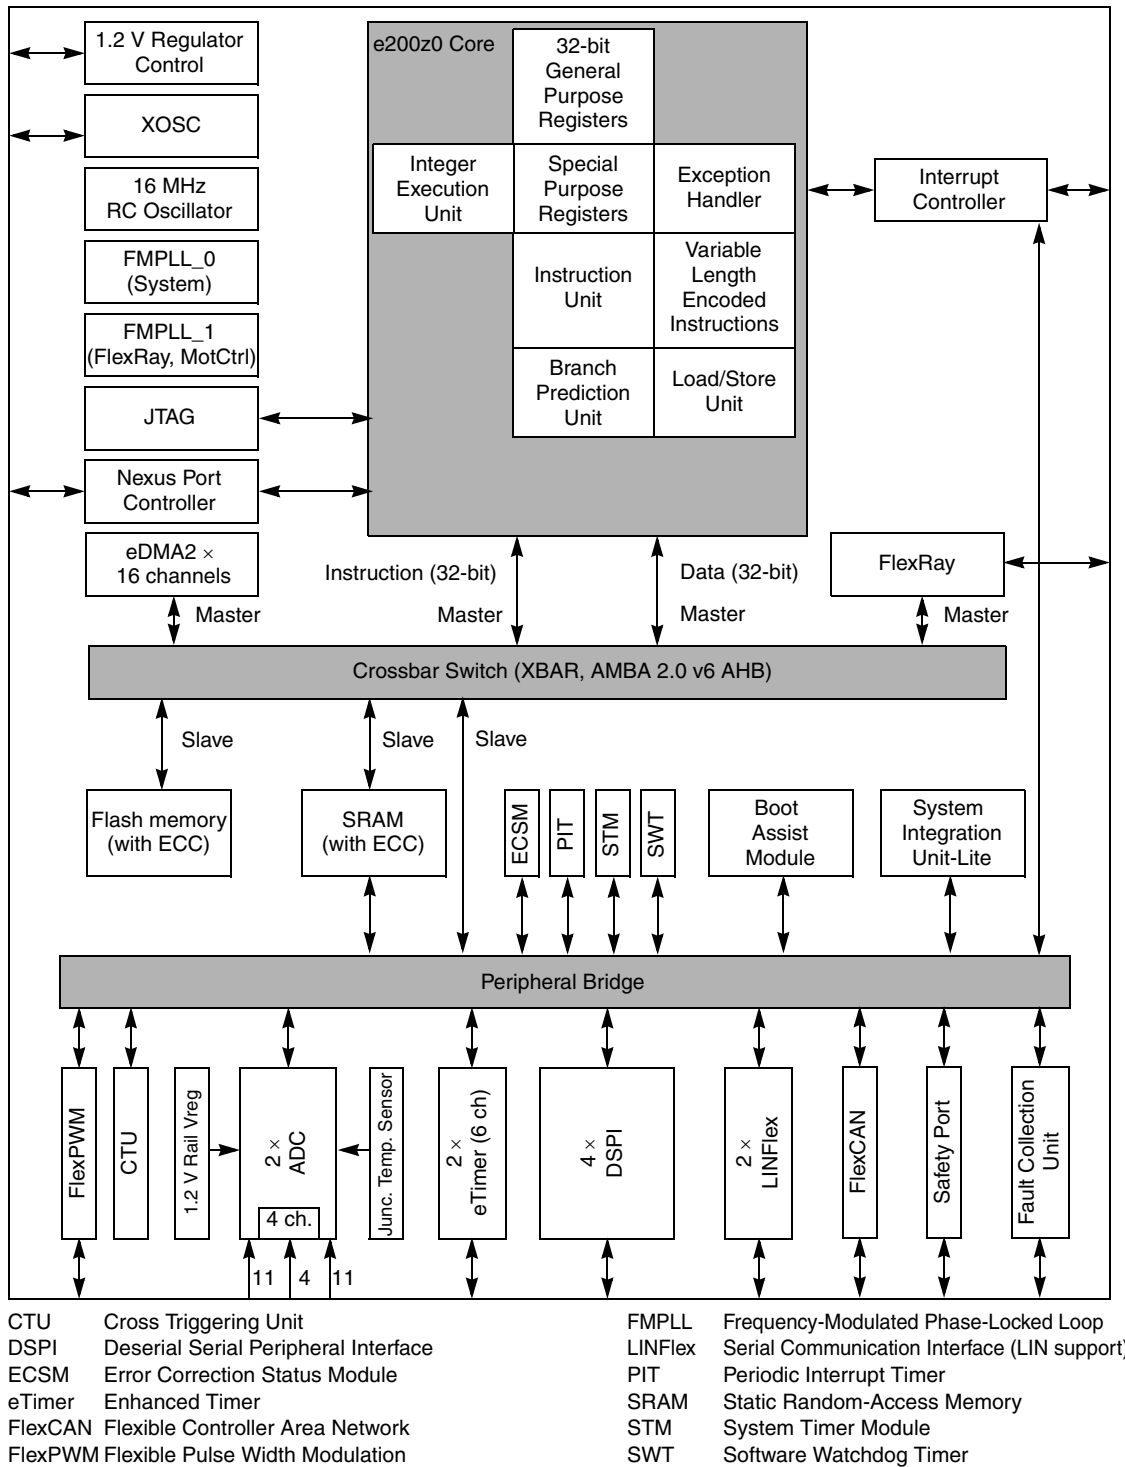 1.2 V Regulator
Control
XOSC
16 MHz
RC Oscillator
FMPLL_0
(System)
FMPLL_1
(FlexRay, MotCtrl)
JTAG
Nexus Port
Controller
eDMA2 ×
16 channels
e200z0 Core
32-bit
General
Purpose
Registers
Integer
Execution
Unit
Special
Purpose
Registers
Exception
Handler
Instruction
Unit
Variable
Length
Encoded
Instructions
Branch
Prediction
Unit
Load/Store
Unit
Interrupt
Controller
FlexRay
Instruction (32-bit)
Data (32-bit)
Master
Master
Master
Master
Crossbar Switch (XBAR, AMBA 2.0 v6 AHB)
Slave
Slave
Slave
Flash memory
(with ECC)
SRAM
(with ECC)
ECSM
PIT
STM
SWT
Boot
Assist
Module
System
Integration
Unit-Lite
Peripheral Bridge
FlexPWM
CTU
1.2 V Rail Vreg
2 ×
ADC
4 ch.
Junc. Temp. Sensor
2 ×
eTimer (6 ch)
4 ×
DSPI
2 ×
LINFlex
FlexCAN
Safety Port
Fault Collection
Unit
11
4
11
CTU Cross Triggering Unit
DSPI Deserial Serial Peripheral Interface
ECSM Error Correction Status Module
eTimer Enhanced Timer
FlexCAN Flexible Controller Area Network
FlexPWM Flexible Pulse Width Modulation
FMPLL Frequency-Modulated Phase-Locked Loop
LINFlex Serial Communication Interface (LIN support)
PIT Periodic Interrupt Timer
SRAM Static Random-Access Memory
STM System Timer Module
SWT Software Watchdog Timer